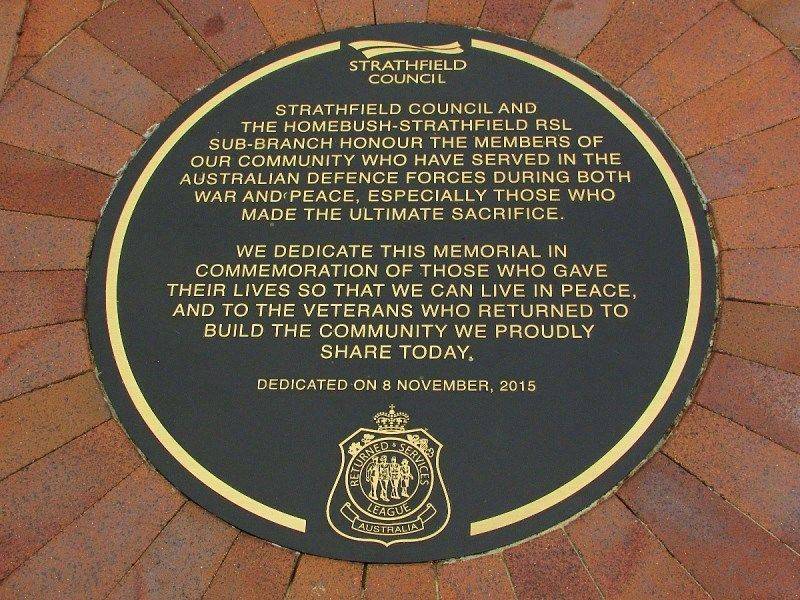 STRATHFIELD
COUNCIL
STRATHFIELD COUNCIL AND
THE HOMEBUSH-STRATHFIELD RSL
SUB-BRANCH HONOUR THE MEMBERS OF
OUR COMMUNITY WHO HAVE SERVED IN THE
AUSTRALIAN DEFENCE FORCES DURING BOTH
WAR AND PEACE, ESPECIALLY THOSE WHO
MADE THE ULTIMATE SACRIFICE.
WE DEDICATE THIS MEMORIAL IN
COMMEMORATION OF THOSE WHO GAVE
THEIR LIVES SO THAT WE CAN LIVE IN PEACE,
AND TO THE VETERANS WHO RETURNED TO
BUILD THE COMMUNITY WE PROUDLY
SHARE TODAY.
DEDICATED ON 8 NOVEMBER, 2015
RETURNED & SERVICES
LEAGUE
AUSTRALIA